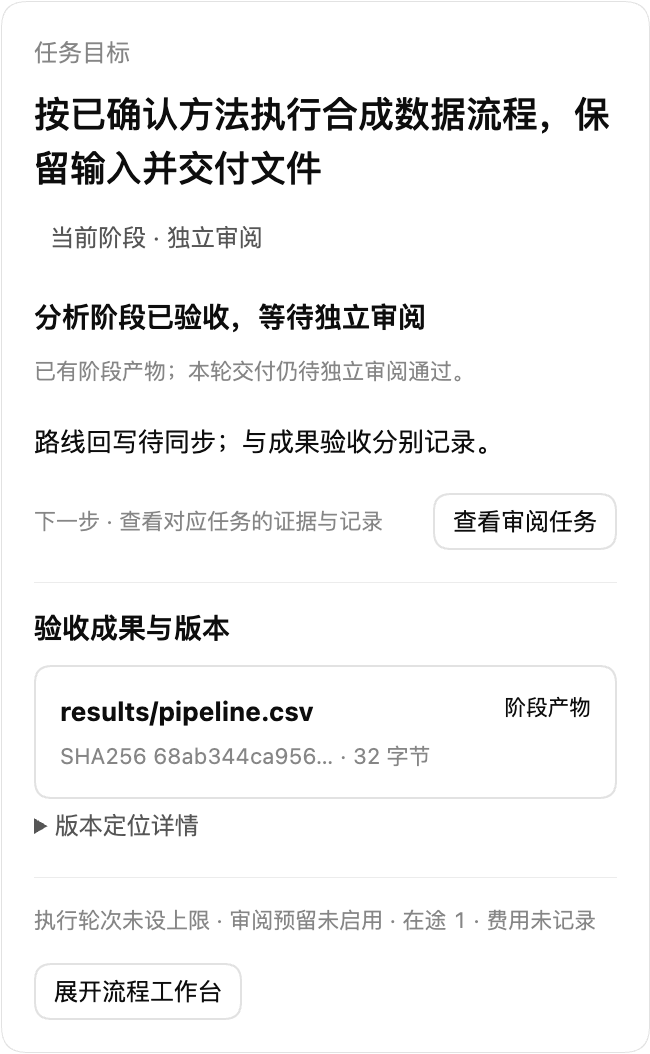 任务目标
按已确认方法执行合成数据流程，保
留输入并交付文件
当前阶段 · 独立审阅
分析阶段已验收，等待独立审阅
已有阶段产物；本轮交付仍待独立审阅通过。
路线回写待同步；与成果验收分别记录。
下一步 · 查看对应任务的证据与记录
查看审阅任务
验收成果与版本
results/pipeline.csv
阶段产物
SHA256 68ab344ca956… · 32 字节
▶ 版本定位详情
执行轮次未设上限 · 审阅预留未启用 · 在途 1 · 费用未记录
展开流程工作台